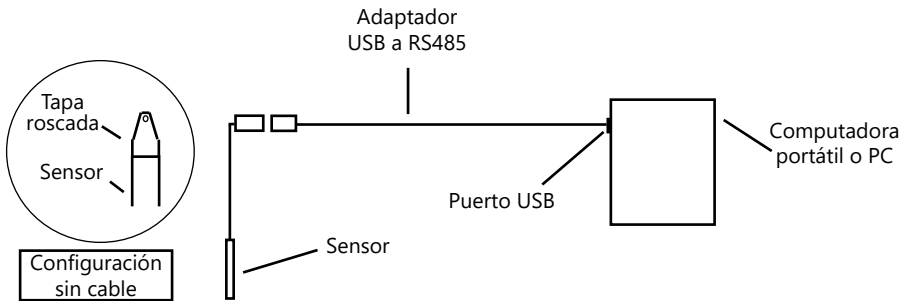 Adaptador
USB a RS485
Tapa
roscada
Sensor
Configuración
sin cable
Sensor
Puerto USB
Computadora
portátil o PC